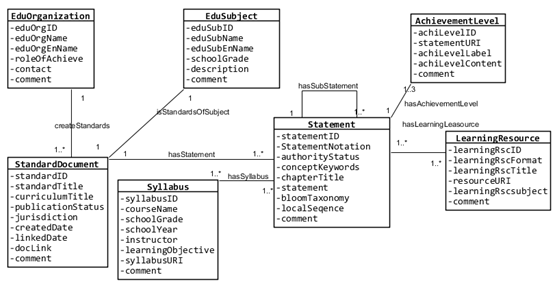 EduOrganization
-eduOrgID
-eduOrgName
-eduOrgEnName
-roleOfAchieve
-contact
-comment
EduSubject
-eduSubID
-eduSubName
-eduSubEnName
-schoolGrade
-description
-comment
AchievementLevel
-achiLevelID
-statementURI
-achiLevelLabel
-achiLevelContent
-comment
1
1
1..3
hasSubStatement
hasAchievementLevel
isStandardsOfSubject
createStandards
1
1..*
1
hasLearningLeasource
Statement
-statementID
-StatementNotation
-authorityStatus
-conceptKeywords
-chapterTitle
-statement
-bloomTaxonomy
-localSeqence
-comment
1..*
1..*
LearningResource
-learningRscID
-learningRscFormat
-learningRscTitle
-resourceURI
-learningRscsubject
-comment
1..*
1..*
1
hasStatement
1..*
StandardDocument
-standardID
-standardTitle
-curriculumTitle
-publicationStatus
-jurisdiction
-createdDate
-linkedDate
-docLink
-comment
1..*
hasSyllabus
1..*
Syllabus
-syllabusID
-courseName
-schoolGrade
-schoolYear
-instructor
-learningObjective
-syllabusURI
-comment